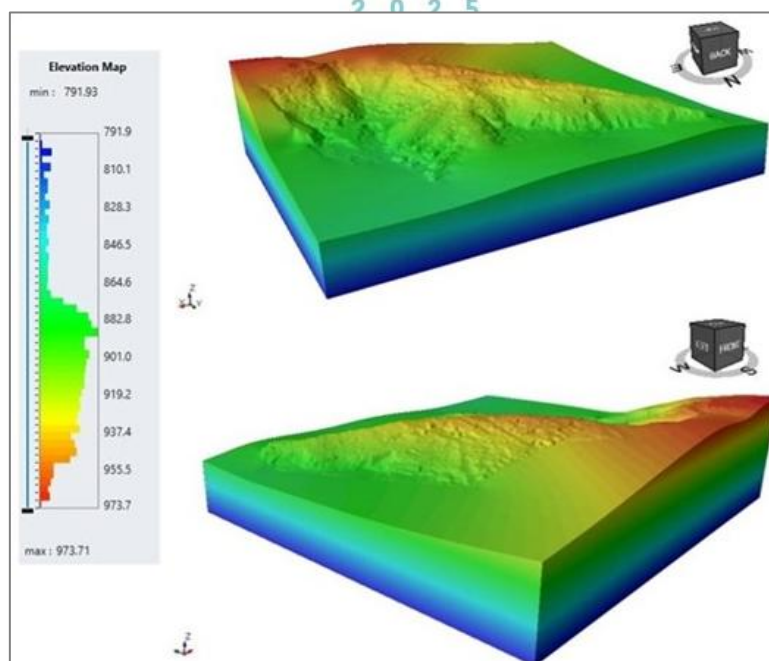 2 0 2 5
Elevation Map
min : 791.93
791.9
810.1
828.3
846.5
864.6
882.8
901.0
919.2
937.4
955.5
973.7
max : 973.71
BACK
N
Z
Y
W
S
Z